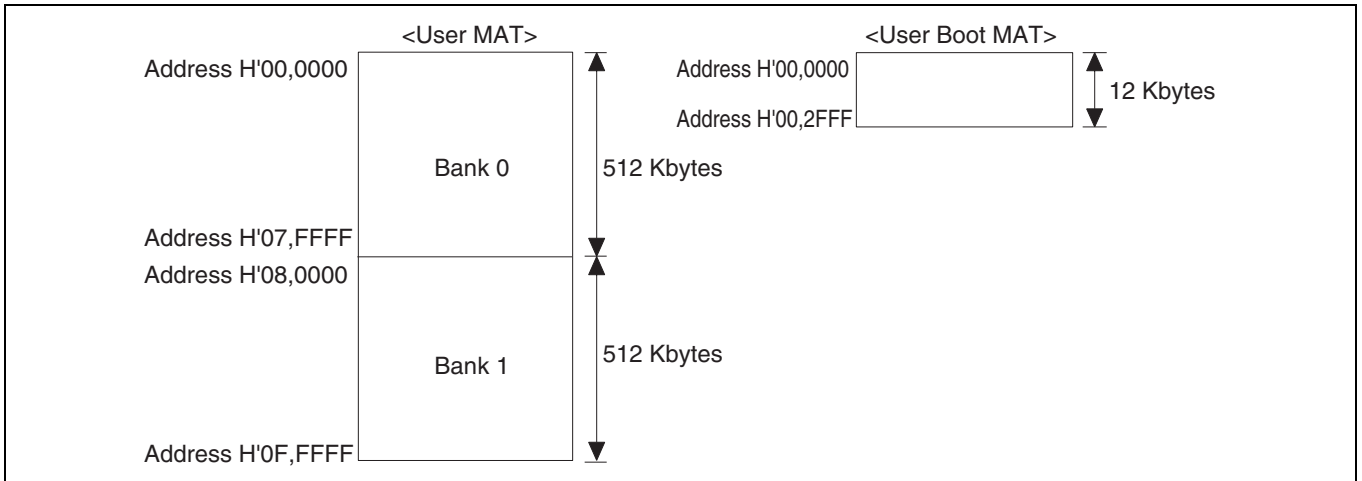 <User MAT>
Address H'00,0000
Bank 0
512 Kbytes
Address H'07,FFFF
Address H'08,0000
Bank 1
512 Kbytes
Address H'0F,FFFF
<User Boot MAT>
Address H'00,0000
12 Kbytes
Address H'00,2FFF